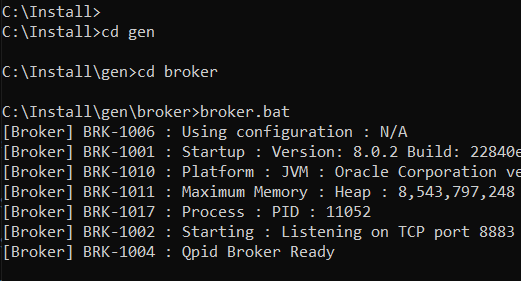 C:\Install>
C:\Install>cd gen
C:\Install\gen>cd broker
C:\Install\gen\broker>broker.bat
[Broker] BRK-1006 : Using configuration : N/A
[Broker] BRK-1001 : Startup : Version: 8.0.2 Build: 22840e
[Broker] BRK-1010 : Platform : JVM : Oracle Corporation ve
[Broker] BRK-1011 : Maximum Memory : Heap : 8,543,797,248
[Broker] BRK-1017 : Process : PID : 11052
[Broker] BRK-1002 : Starting : Listening on TCP port 8883
[Broker] BRK-1004 : Qpid Broker Ready